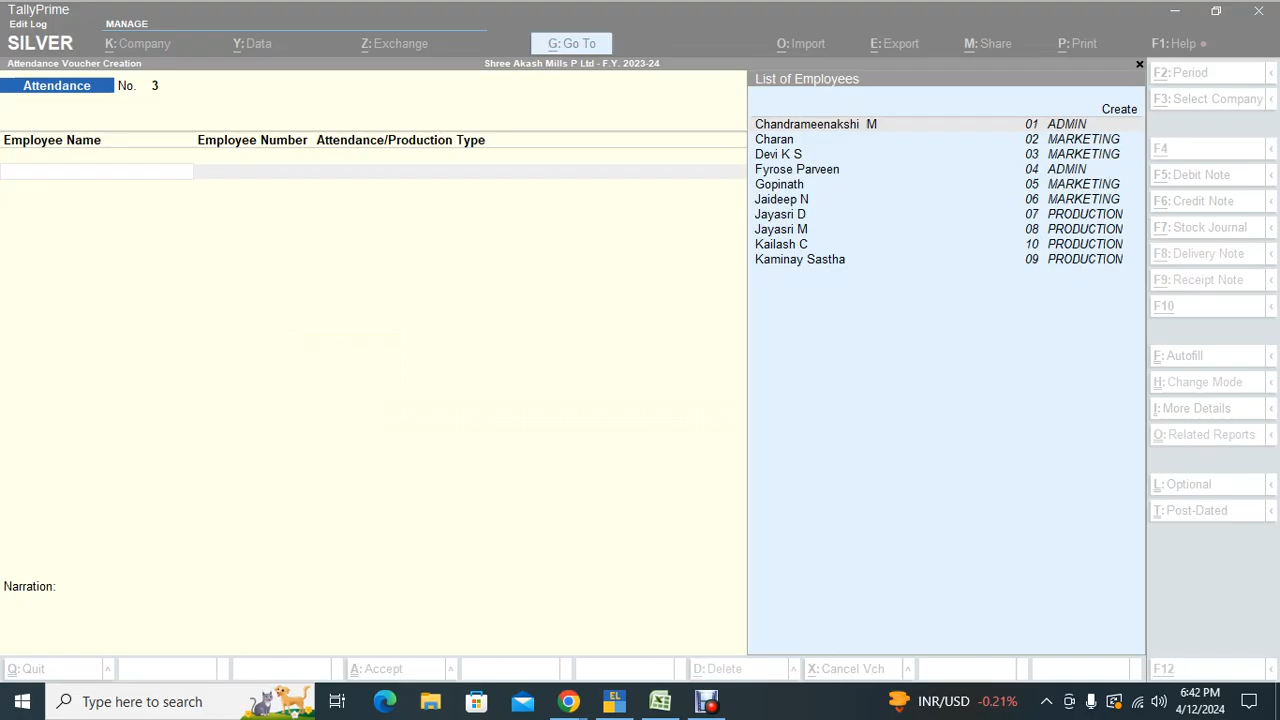 TallyPrime
Edit Log
MANAGE
SILVER
K: Company
Y: Data
Z: Exchange
G: Go To
O: Import
E: Export
M: Share
P: Print
F1: Help
Attendance Voucher Creation
Shree Akash Mills P Ltd - F.Y. 2023-24
Attendance No. 3
Employee Name Employee Number Attendance/Production Type
List of Employees
Create
Chandrameenakshi M 01 ADMIN
Charan 02 MARKETING
Devi K S 03 MARKETING
Fyrose Parveen 04 ADMIN
Gopinath 05 MARKETING
Jaideep N 06 MARKETING
Jayasri D 07 PRODUCTION
Jayasri M 08 PRODUCTION
Kailash C 10 PRODUCTION
Kaminay Sastha 09 PRODUCTION
F2: Period
F3: Select Company
F4
F5: Debit Note
F6: Credit Note
F7: Stock Journal
F8: Delivery Note
F9: Receipt Note
F10
F: Autofill
H: Change Mode
I: More Details
O: Related Reports
L: Optional
T: Post-Dated
Narration:
Q: Quit
A: Accept
D: Delete
X: Cancel Vch
F12
Type here to search
EL
INR/USD -0.21%
6:42 PM
4/12/2024